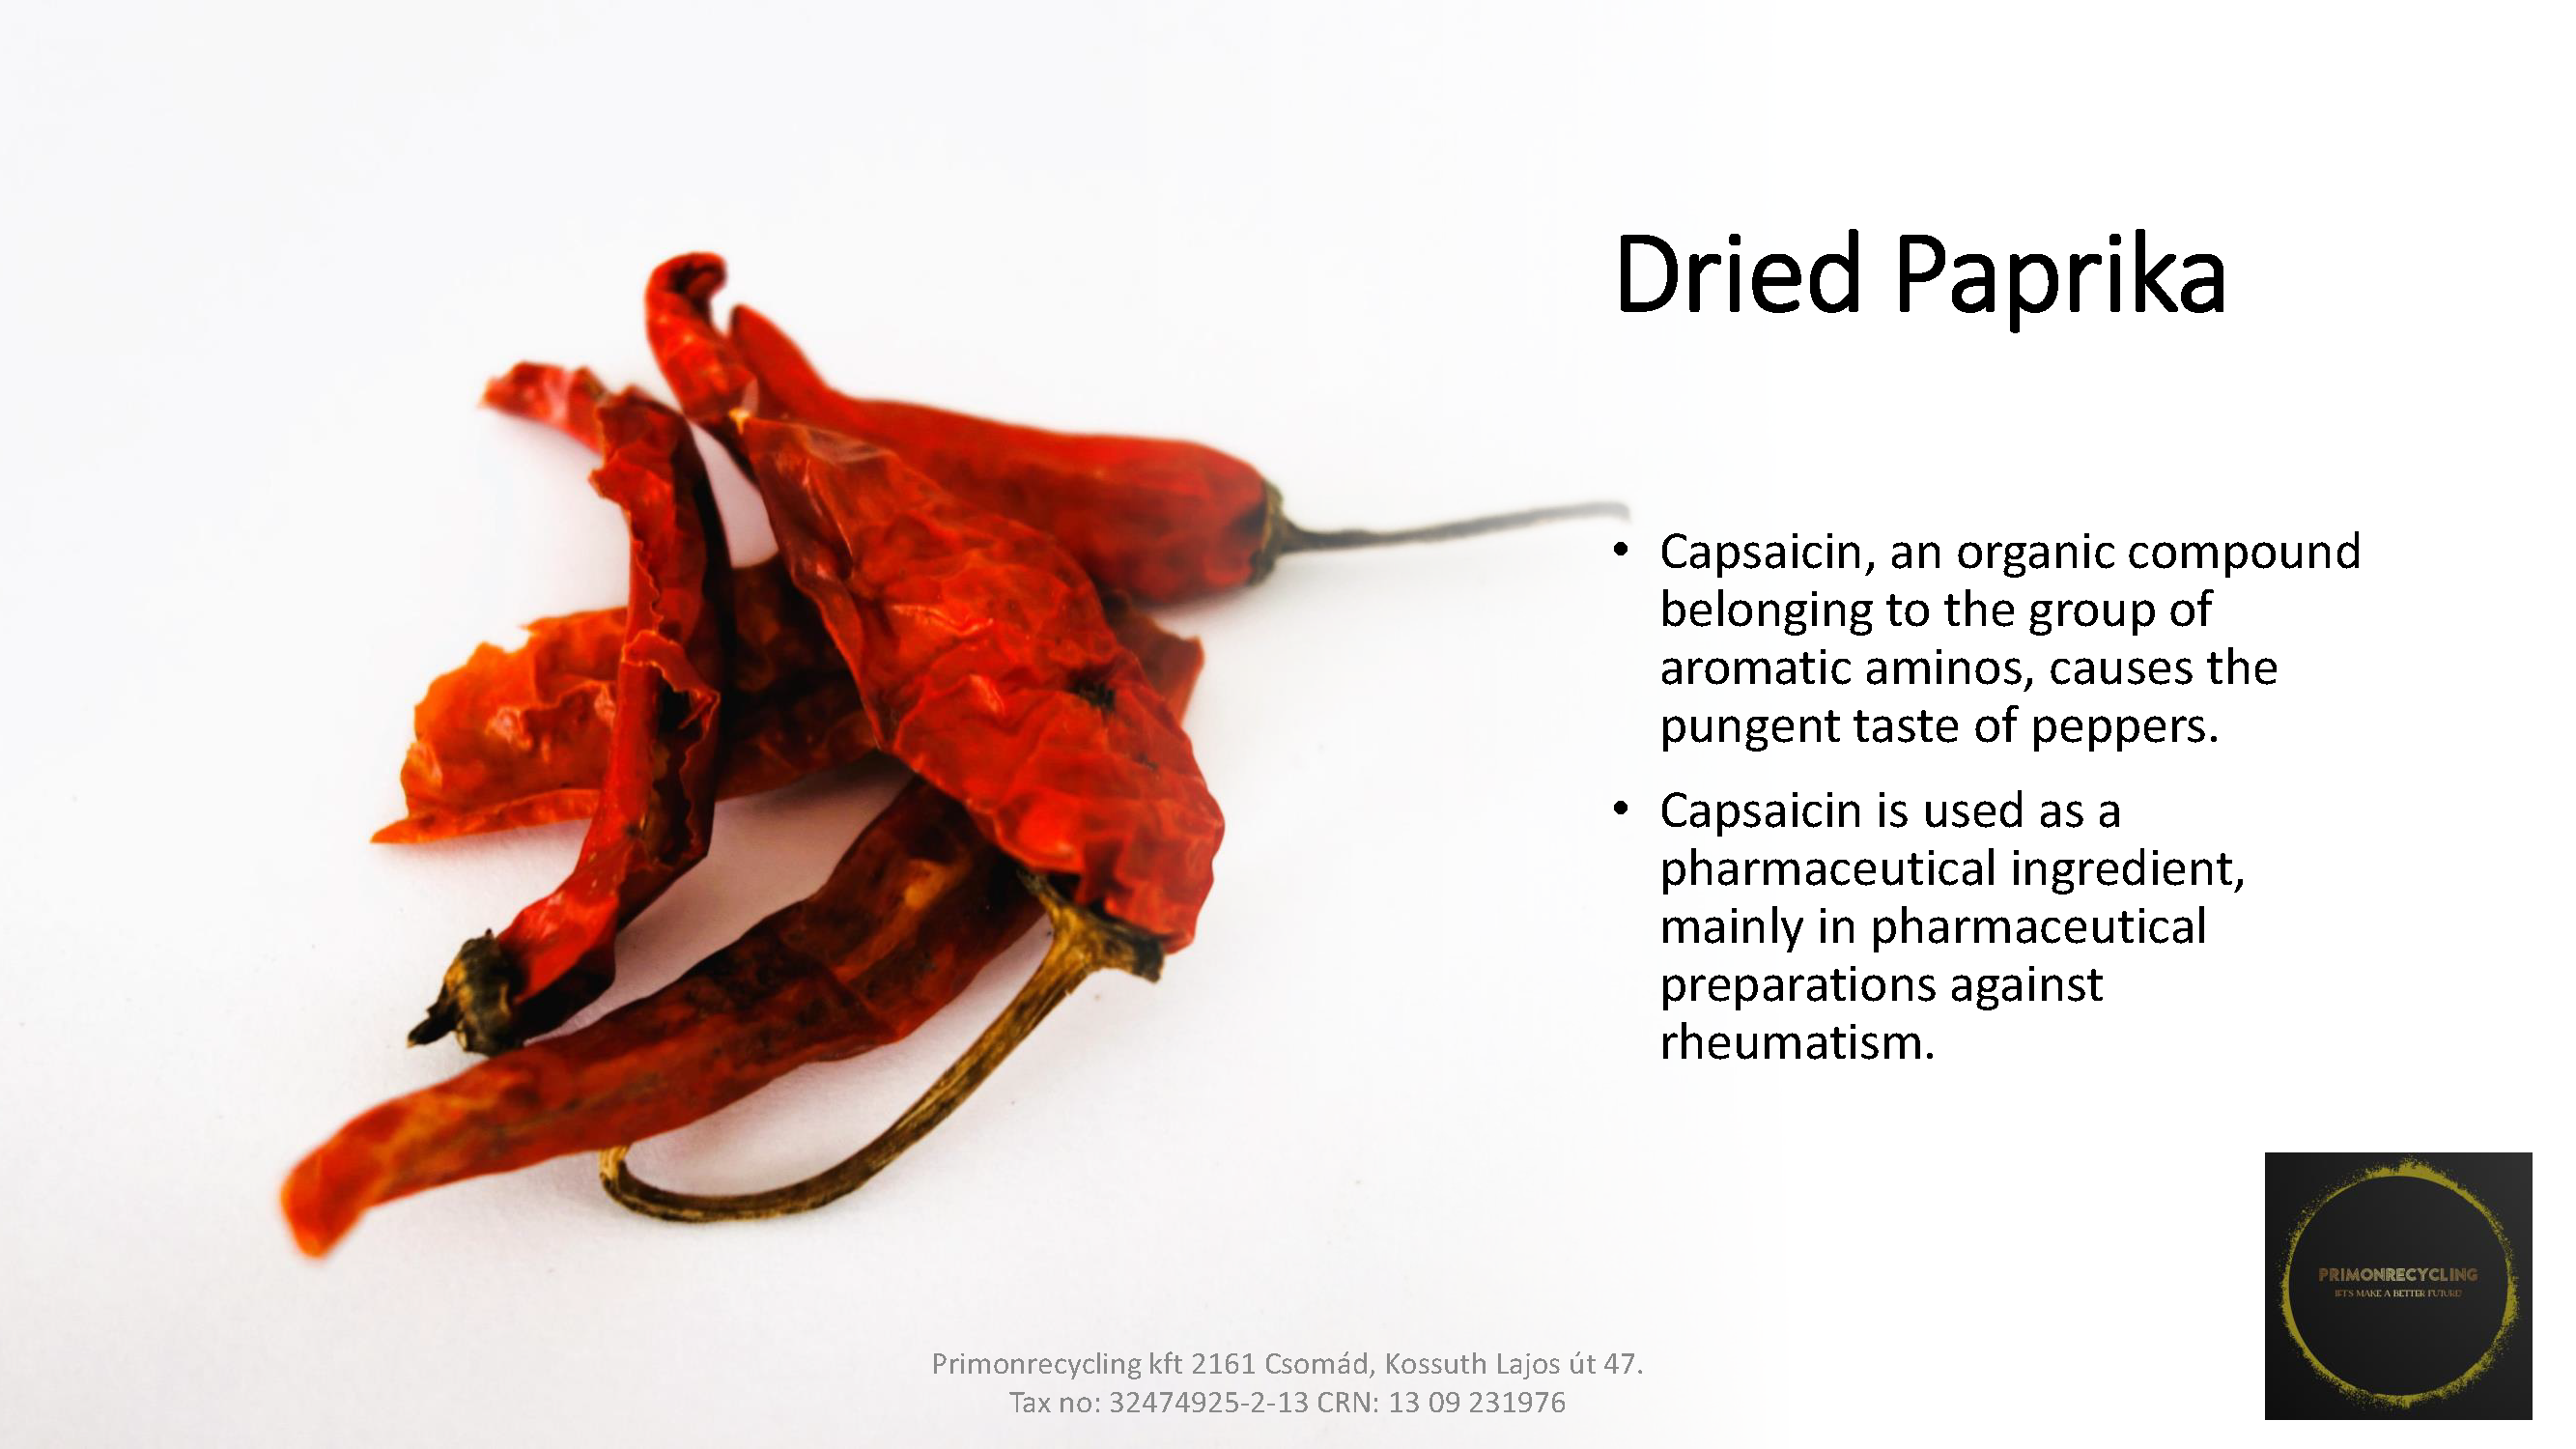 Dried Paprika
• Capsaicin, an organic compound
belonging to the group of
aromatic aminos, causes the
pungent taste of peppers.
• Capsaicin is used as a
pharmaceutical ingredient,
mainly in pharmaceutical
preparations against
rheumatism.
PRIMONRECYCLING
LET'S MAKE A BETTER FUTURE
Primonrecycling kft 2161 Csomád, Kossuth Lajos út 47.
Tax no: 32474925-2-13 CRN: 13 09 231976